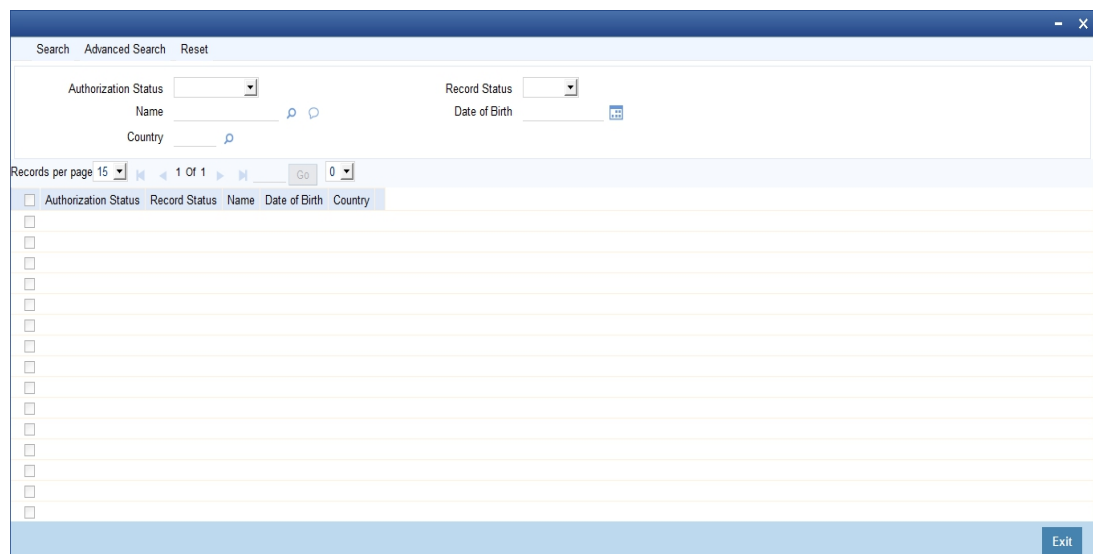 Search Advanced Search Reset
Authorization Status Record Status
Name Date of Birth
Country
Records per page 15 1 Of 1 Go 0
Authorization Status Record Status Name Date of Birth Country
Exit